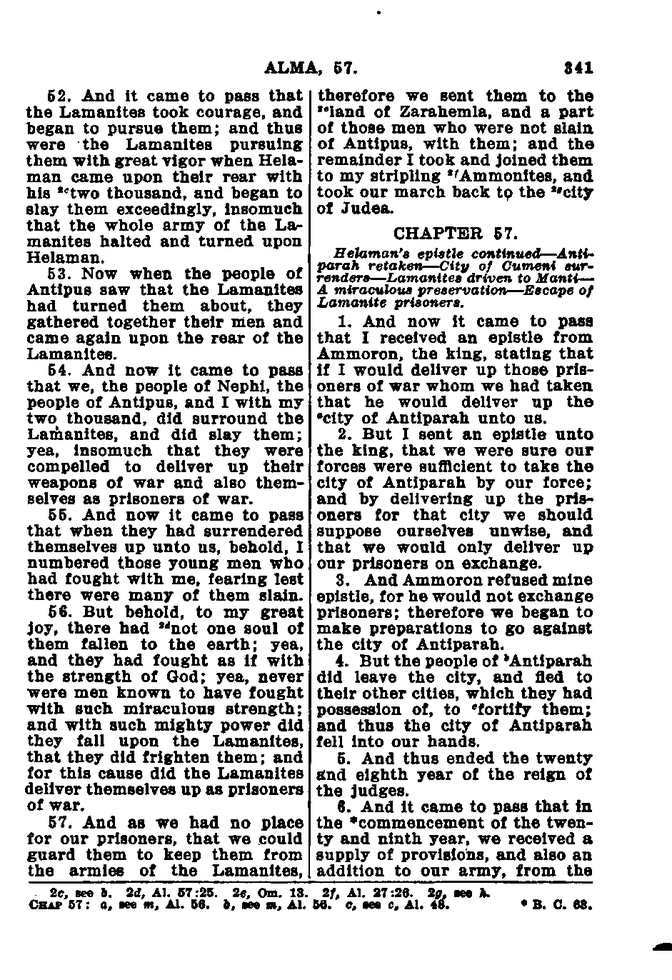 ALMA, 57. 341
52. And it came to pass that
the Lamanites took courage, and
began to pursue them; and thus
were the Lamanites pursuing
them with great vigor when Hela-
man came upon their rear with
his 2ctwo thousand, and began to
slay them exceedingly, insomuch
that the whole army of the La-
manites halted and turned upon
Helaman.
53. Now when the people of
Antipus saw that the Lamanites
had turned them about, they
gathered together their men and
came again upon the rear of the
Lamanites.
54. And now it came to pass
that we, the people of Nephi, the
people of Antipus, and I with my
two thousand, did surround the
Lamanites, and did slay them;
yea, insomuch that they were
compelled to deliver up their
weapons of war and also them-
selves as prisoners of war.
55. And now it came to pass
that when they had surrendered
themselves up unto us, behold, I
numbered those young men who
had fought with me, fearing lest
there were many of them slain.
56. But behold, to my great
joy, there had 2dnot one soul of
them fallen to the earth; yea,
and they had fought as if with
the strength of God; yea, never
were men known to have fought
with such miraculous strength;
and with such mighty power did
they fall upon the Lamanites,
that they did frighten them; and
for this cause did the Lamanites
deliver themselves up as prisoners
of war.
57. And as we had no place
for our prisoners, that we could
guard them to keep them from
the armies of the Lamanites,
therefore we sent them to the
2eland of Zarahemla, and a part
of those men who were not slain
of Antipus, with them; and the
remainder I took and joined them
to my stripling 2fAmmonites, and
took our march back to the 2gcity
of Judea.
CHAPTER 57.
Helaman's epistle continued—Anti-
parah retaken—City of Cumeni sur-
renders—Lamanites driven to Manti—
A miraculous preservation—Escape of
Lamanite prisoners.
1. And now it came to pass
that I received an epistle from
Ammoron, the king, stating that
if I would deliver up those pris-
oners of war whom we had taken
that he would deliver up the
acity of Antiparah unto us.
2. But I sent an epistle unto
the king, that we were sure our
forces were sufficient to take the
city of Antiparah by our force;
and by delivering up the pris-
oners for that city we should
suppose ourselves unwise, and
that we would only deliver up
our prisoners on exchange.
3. And Ammoron refused mine
epistle, for he would not exchange
prisoners; therefore we began to
make preparations to go against
the city of Antiparah.
4. But the people of bAntiparah
did leave the city, and fled to
their other cities, which they had
possession of, to cfortify them;
and thus the city of Antiparah
fell into our hands.
5. And thus ended the twenty
and eighth year of the reign of
the judges.
6. And it came to pass that in
the *commencement of the twen-
ty and ninth year, we received a
supply of provisions, and also an
addition to our army, from the
2c, see b. 2d, Al. 57:25. 2e, Om. 13. 2f, Al. 27:26. 2g, see h.
CHAP 57: a, see m, Al. 56. b, see m, Al. 56. c, see c, Al. 48. * B. C. 63.